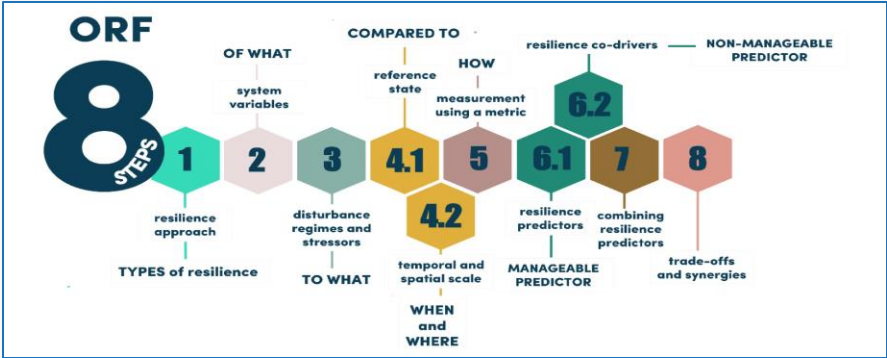 ORF
8
STEPS
1
resilience
approach
TYPES of resilience
OF WHAT
system
variables
2
3
disturbance
regimes and
stressors
TO WHAT
COMPARED TO
reference
state
4.1
4.2
temporal and
spatial scale
WHEN
and
WHERE
HOW
measurement
using a metric
5
6.1
resilience
predictors
MANAGEABLE
PREDICTOR
resilience co-drivers
NON-MANAGEABLE
PREDICTOR
6.2
7
combining
resilience
predictors
8
trade-offs
and synergies